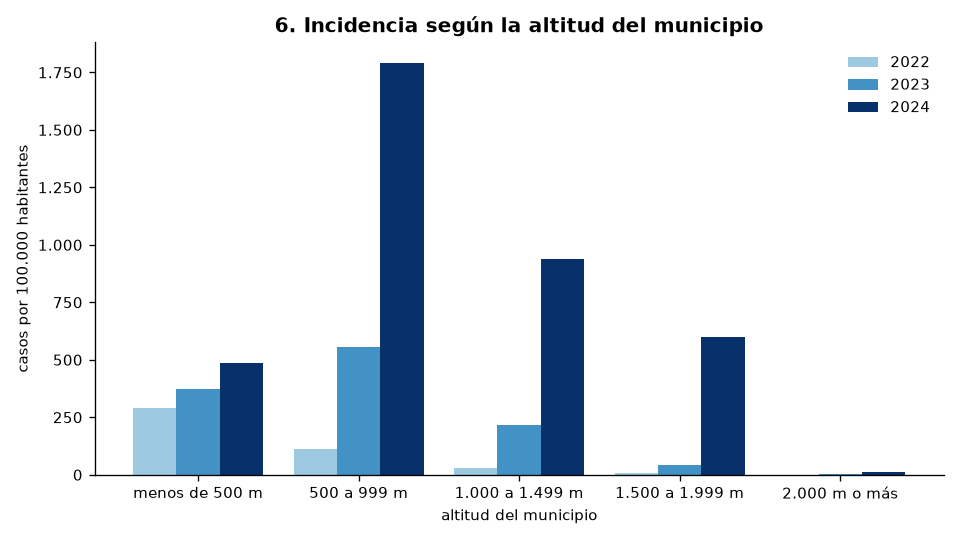 6. Incidencia según la altitud del municipio
2022
2023
2024
casos por 100.000 habitantes
1.750
1.500
1.250
1.000
750
500
250
0
menos de 500 m
500 a 999 m
1.000 a 1.499 m
1.500 a 1.999 m
2.000 m o más
altitud del municipio